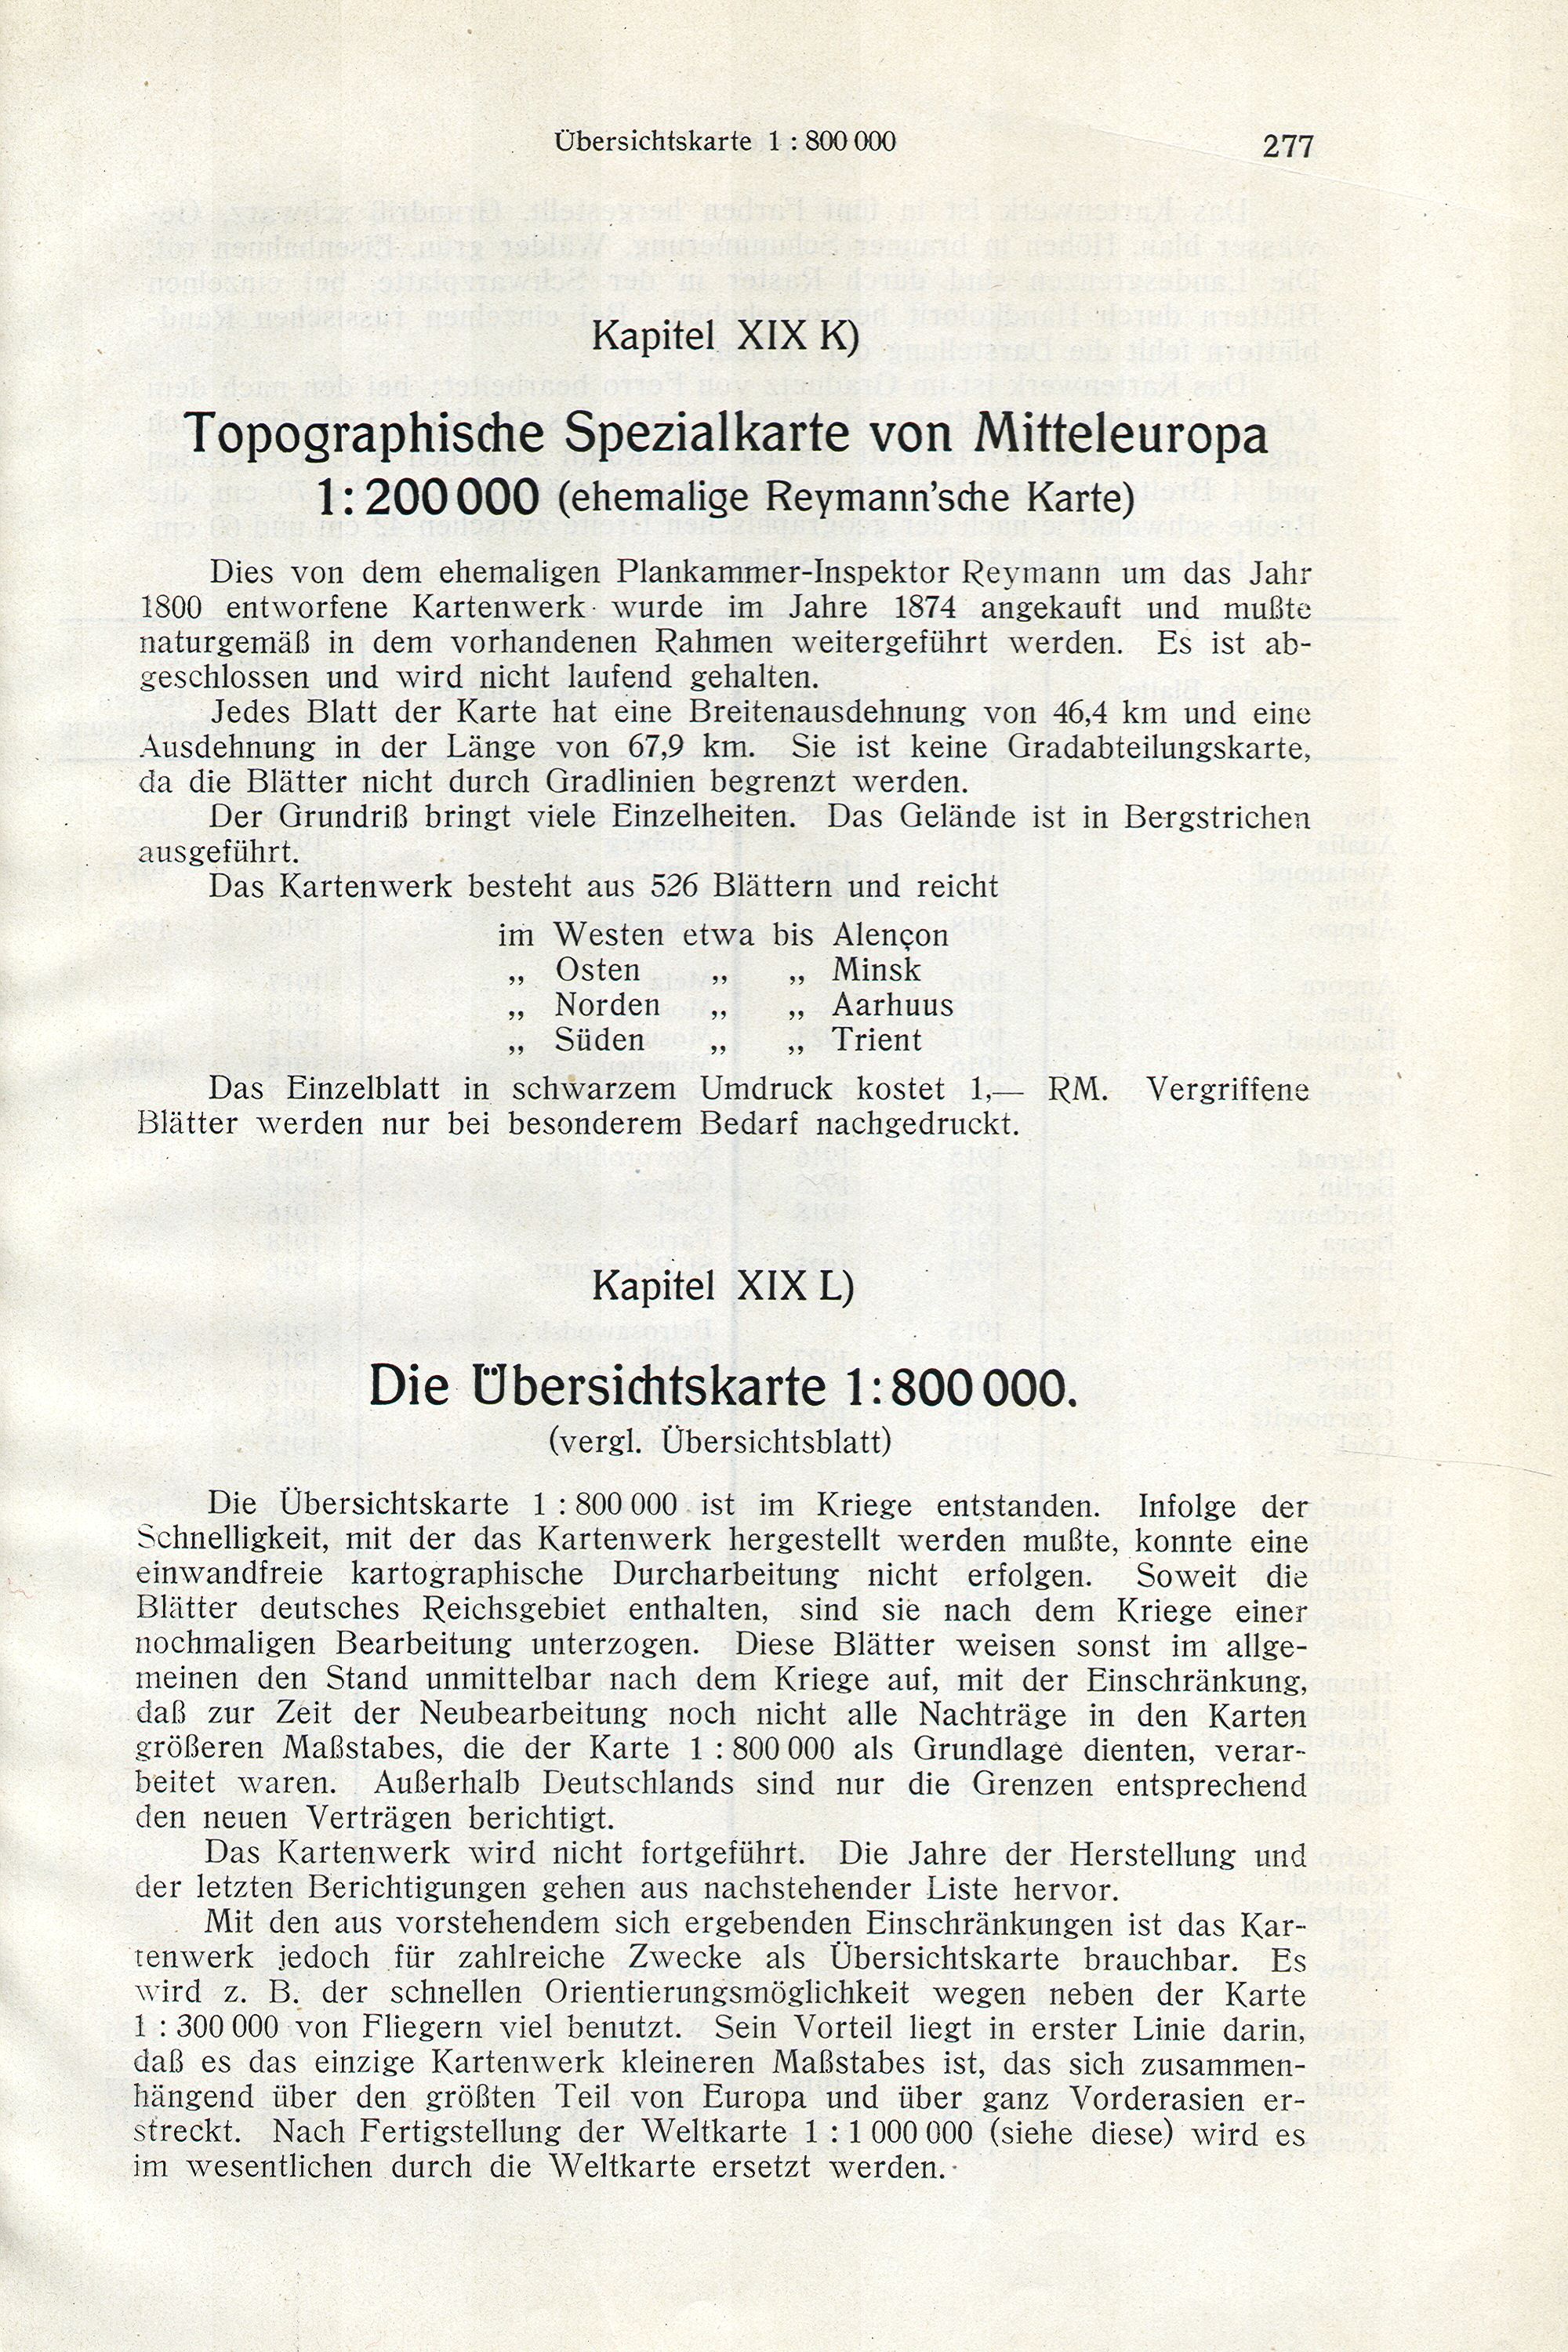 Übersichtskarte 1 : 800 000
277
Kapitel XIX K)
Topographische Spezialkarte von Mitteleuropa
1: 200 000 (ehemalige Reymann'sche Karte)
Dies von dem ehemaligen Plankammer-Inspektor Reymann um das Jahr
1800 entworfene Kartenwerk wurde im Jahre 1874 angekauft und mußte
naturgemäß in dem vorhandenen Rahmen weitergeführt werden. Es ist ab-
geschlossen und wird nicht laufend gehalten.
Jedes Blatt der Karte hat eine Breitenausdehnung von 46,4 km und eine
Ausdehnung in der Länge von 67,9 km. Sie ist keine Gradabteilungskarte,
da die Blätter nicht durch Gradlinien begrenzt werden.
Der Grundriß bringt viele Einzelheiten. Das Gelände ist in Bergstrichen
ausgeführt.
Das Kartenwerk besteht aus 526 Blättern und reicht
im Westen etwa bis Alençon
„ Osten „ „ Minsk
„ Norden „ „ Aarhuus
„ Süden „ „ Trient
Das Einzelblatt in schwarzem Umdruck kostet 1,— RM. Vergriffene
Blätter werden nur bei besonderem Bedarf nachgedruckt.
Kapitel XIX L)
Die Übersichtskarte 1: 800 000.
(vergl. Übersichtsblatt)
Die Übersichtskarte 1 : 800 000 ist im Kriege entstanden. Infolge der
Schnelligkeit, mit der das Kartenwerk hergestellt werden mußte, konnte eine
einwandfreie kartographische Durcharbeitung nicht erfolgen. Soweit die
Blätter deutsches Reichsgebiet enthalten, sind sie nach dem Kriege einer
nochmaligen Bearbeitung unterzogen. Diese Blätter weisen sonst im allge-
meinen den Stand unmittelbar nach dem Kriege auf, mit der Einschränkung,
daß zur Zeit der Neubearbeitung noch nicht alle Nachträge in den Karten
größeren Maßstabes, die der Karte 1 : 800 000 als Grundlage dienten, verar-
beitet waren. Außerhalb Deutschlands sind nur die Grenzen entsprechend
den neuen Verträgen berichtigt.
Das Kartenwerk wird nicht fortgeführt. Die Jahre der Herstellung und
der letzten Berichtigungen gehen aus nachstehender Liste hervor.
Mit den aus vorstehendem sich ergebenden Einschränkungen ist das Kar-
tenwerk jedoch für zahlreiche Zwecke als Übersichtskarte brauchbar. Es
wird z. B. der schnellen Orientierungsmöglichkeit wegen neben der Karte
1 : 300 000 von Fliegern viel benutzt. Sein Vorteil liegt in erster Linie darin,
daß es das einzige Kartenwerk kleineren Maßstabes ist, das sich zusammen-
hängend über den größten Teil von Europa und über ganz Vorderasien er-
streckt. Nach Fertigstellung der Weltkarte 1 : 1 000 000 (siehe diese) wird es
im wesentlichen durch die Weltkarte ersetzt werden.